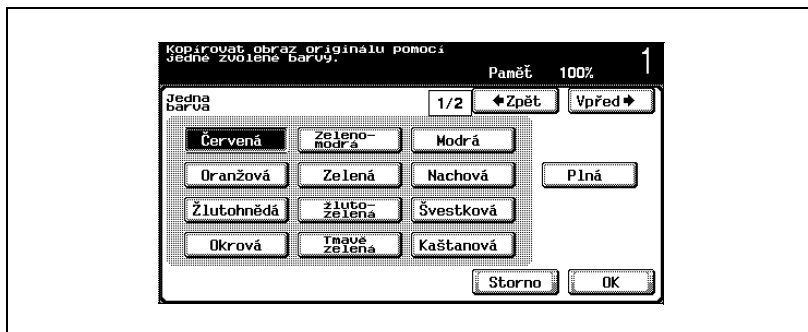 Kopírovat obraz originálu pomocí
jedné zvolené barvy.
Paměť 100% 1
Jedna
barva
1/2 Zpět Vpřed
Červená
Zeleno-
modrá
Modrá
Oranžová Zelená Nachová Plná
Žlutohnědá
žluto-
zelená
Švestková
Okrová
Tmavě
zelená
Kaštanová
Storno OK